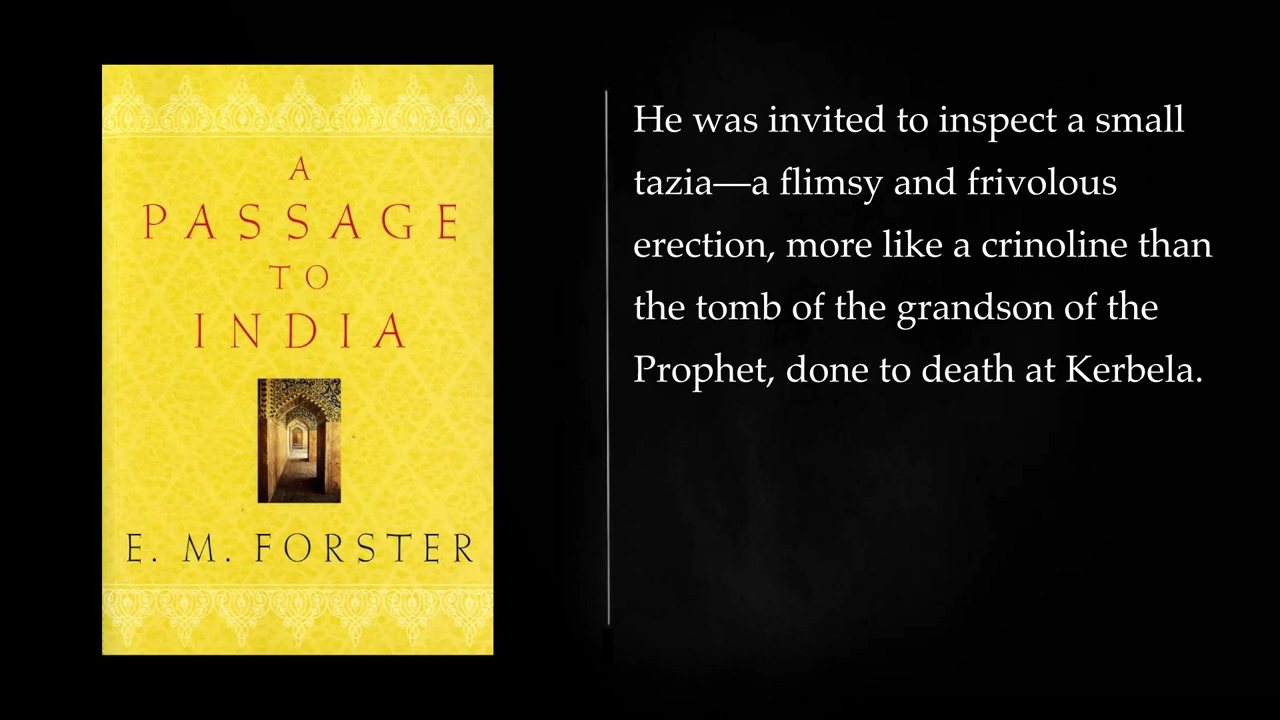 A
PASSAGE
TO
INDIA
E. M. FORSTER
He was invited to inspect a small
tazia—a flimsy and frivolous
erection, more like a crinoline than
the tomb of the grandson of the
Prophet, done to death at Kerbela.